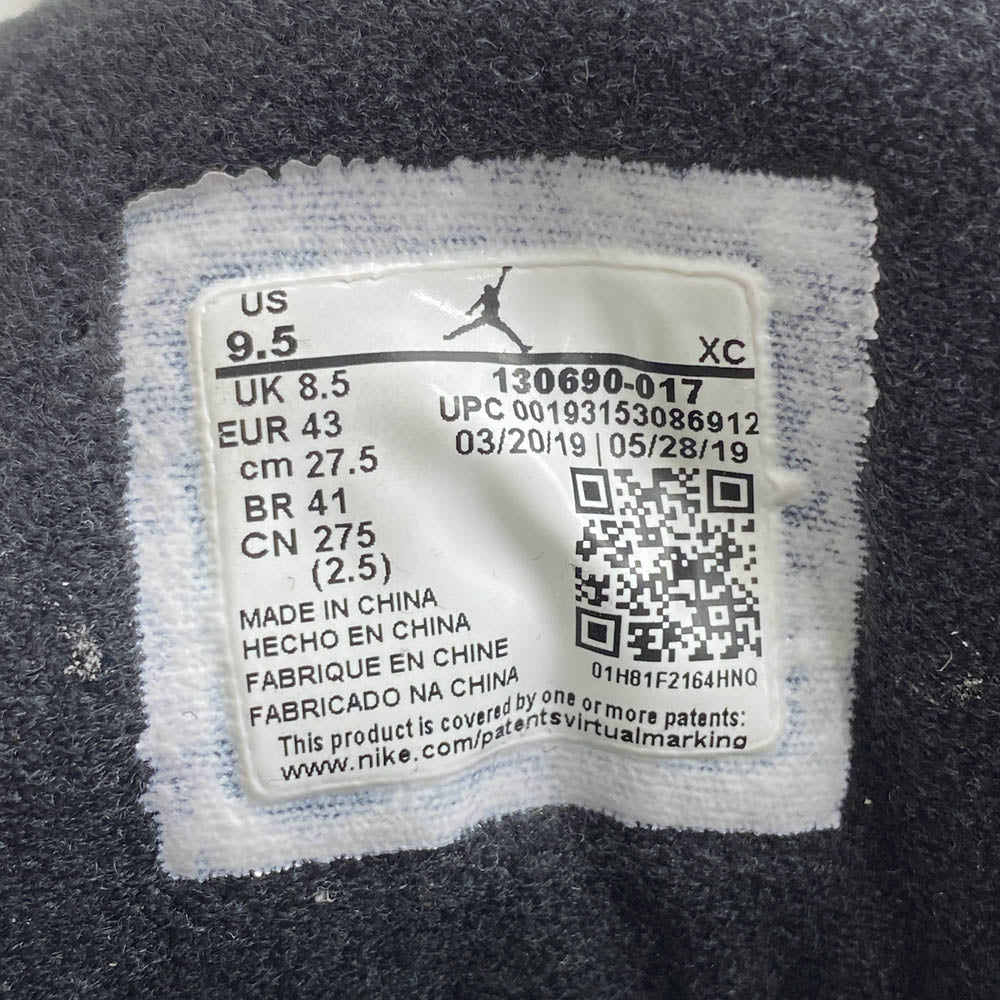 US
9.5
XC
UK 8.5
EUR 43
cm 27.5
BR 41
CN 275
(2.5)
130690-017
UPC 00193153086912
03/20/19 | 05/28/19
01H81F2164HNQ
MADE IN CHINA
HECHO EN CHINA
FABRIQUE EN CHINE
FABRICADO NA CHINA
This product is covered by one or more patents:
www.nike.com/patentsvirtualmarking